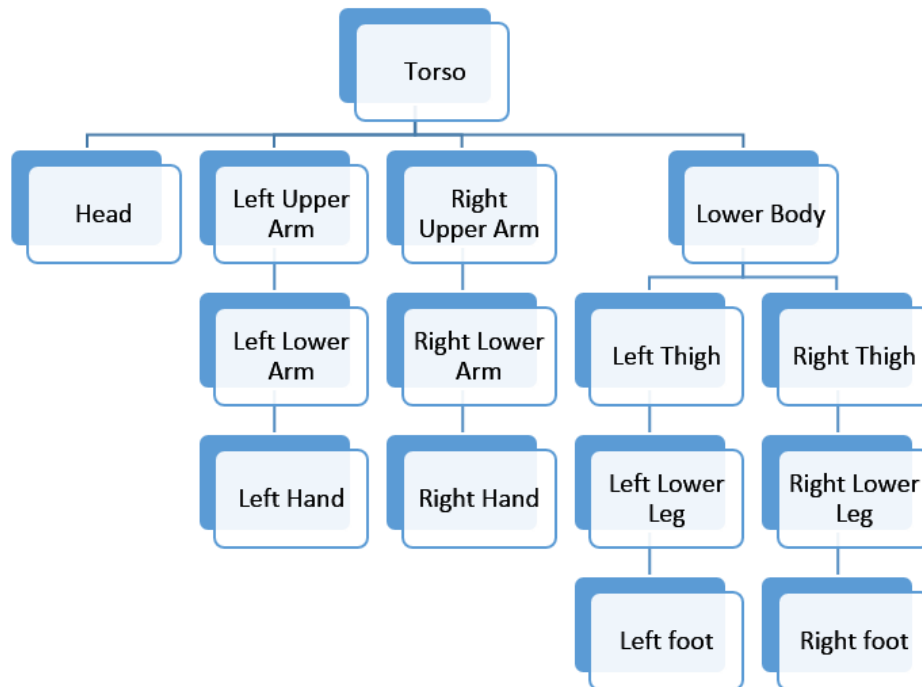 Torso
Head
Left Upper
Arm
Right
Upper Arm
Lower Body
Left Lower
Arm
Right Lower
Arm
Left Thigh
Right Thigh
Left Hand
Right Hand
Left Lower
Leg
Right Lower
Leg
Left foot
Right foot